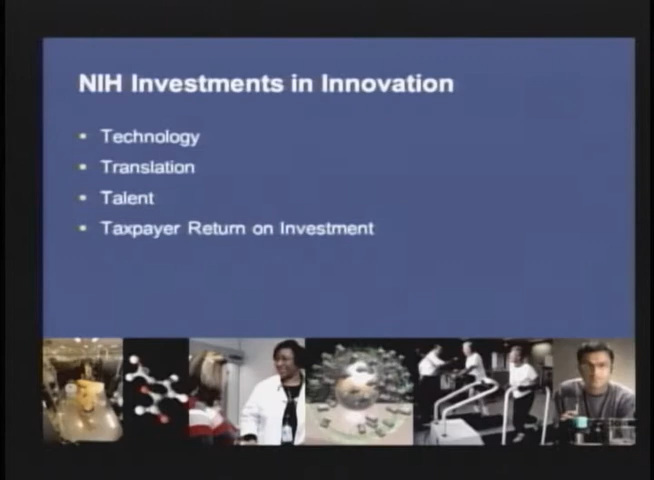 NIH Investments in Innovation
• Technology
• Translation
• Talent
• Taxpayer Return on Investment